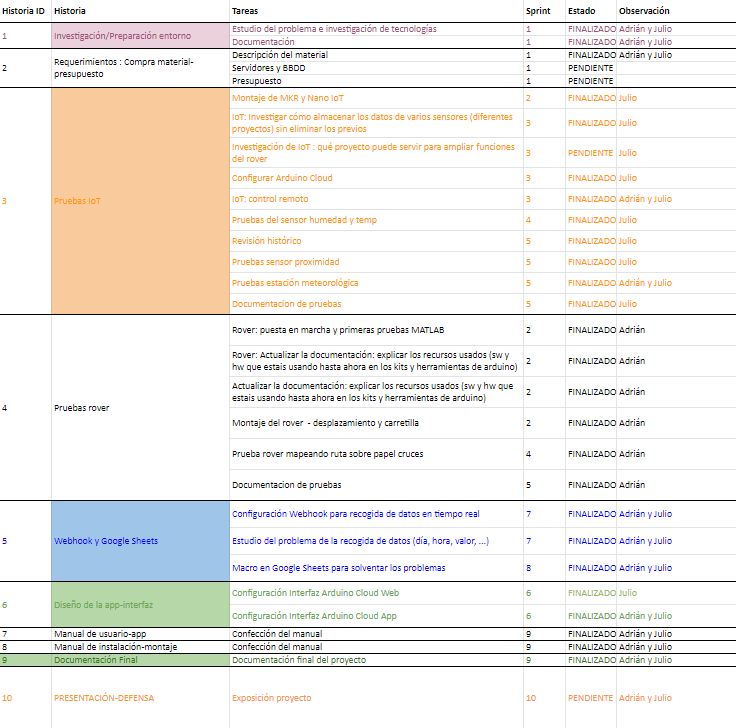 Historia ID Historia Tareas Sprint Estado Observación
1 Investigación/Preparación entorno Estudio del problema e investigación de tecnologías 1 FINALIZADO Adrián y Julio
Documentación 1 FINALIZADO Adrián y Julio
2 Requerimientos : Compra material-presupuesto Descripción del material 1 FINALIZADO Adrián y Julio
Servidores y BBDD 1 PENDIENTE
Presupuesto 1 PENDIENTE
3 Pruebas IoT Montaje de MKR y Nano IoT 2 FINALIZADO Julio
IoT: Investigar cómo almacenar los datos de varios sensores (diferentes
proyectos) sin eliminar los previos 3 FINALIZADO Julio
Investigación de IoT : qué proyecto puede servir para ampliar funciones
del rover 3 PENDIENTE Julio
Configurar Arduino Cloud 3 FINALIZADO Julio
IoT: control remoto 3 FINALIZADO Adrián y Julio
Pruebas del sensor humedad y temp 4 FINALIZADO Julio
Revisión histórico 5 FINALIZADO Julio
Pruebas sensor proximidad 5 FINALIZADO Julio
Pruebas estación meteorológica 5 FINALIZADO Adrián y Julio
Documentacion de pruebas 5 FINALIZADO Julio
4 Pruebas rover Rover: puesta en marcha y primeras pruebas MATLAB 2 FINALIZADO Adrián
Rover: Actualizar la documentación: explicar los recursos usados (sw y
hw que estais usando hasta ahora en los kits y herramientas de arduino) 2 FINALIZADO Adrián
Actualizar la documentación: explicar los recursos usados (sw y hw que
estais usando hasta ahora en los kits y herramientas de arduino) 2 FINALIZADO Adrián
Montaje del rover - desplazamiento y carretilla 2 FINALIZADO Adrián
Prueba rover mapeando ruta sobre papel cruces 4 FINALIZADO Adrián
Documentacion de pruebas 5 FINALIZADO Adrián
5 Webhook y Google Sheets Configuración Webhook para recogida de datos en tiempo real 7 FINALIZADO Adrián y Julio
Estudio del problema de la recogida de datos (día, hora, valor, ...) 7 FINALIZADO Adrián y Julio
Macro en Google Sheets para solventar los problemas 8 FINALIZADO Adrián y Julio
6 Diseño de la app-interfaz Configuración Interfaz Arduino Cloud Web 6 FINALIZADO Julio
Configuración Interfaz Arduino Cloud App 6 FINALIZADO Adrián y Julio
7 Manual de usuario-app Confección del manual 9 FINALIZADO Adrián y Julio
8 Manual de instalación-montaje Confección del manual 9 FINALIZADO Adrián y Julio
9 Documentación Final Documentación final del proyecto 9 FINALIZADO Adrián y Julio
10 PRESENTACIÓN-DEFENSA Exposición proyecto 10 PENDIENTE Adrián y Julio